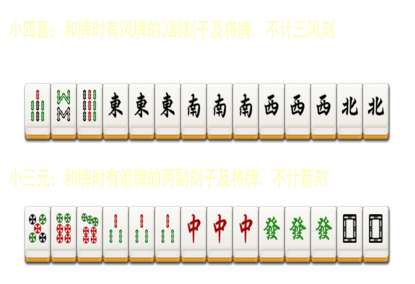 小四喜：和牌时有风牌的3副刻子及将牌．不计三风刻
東 東 東 南 南 南 西 西 西 北 北
小三元：和牌时有箭牌的两副刻子及将牌．不计箭刻
中 中 中 發 發 發